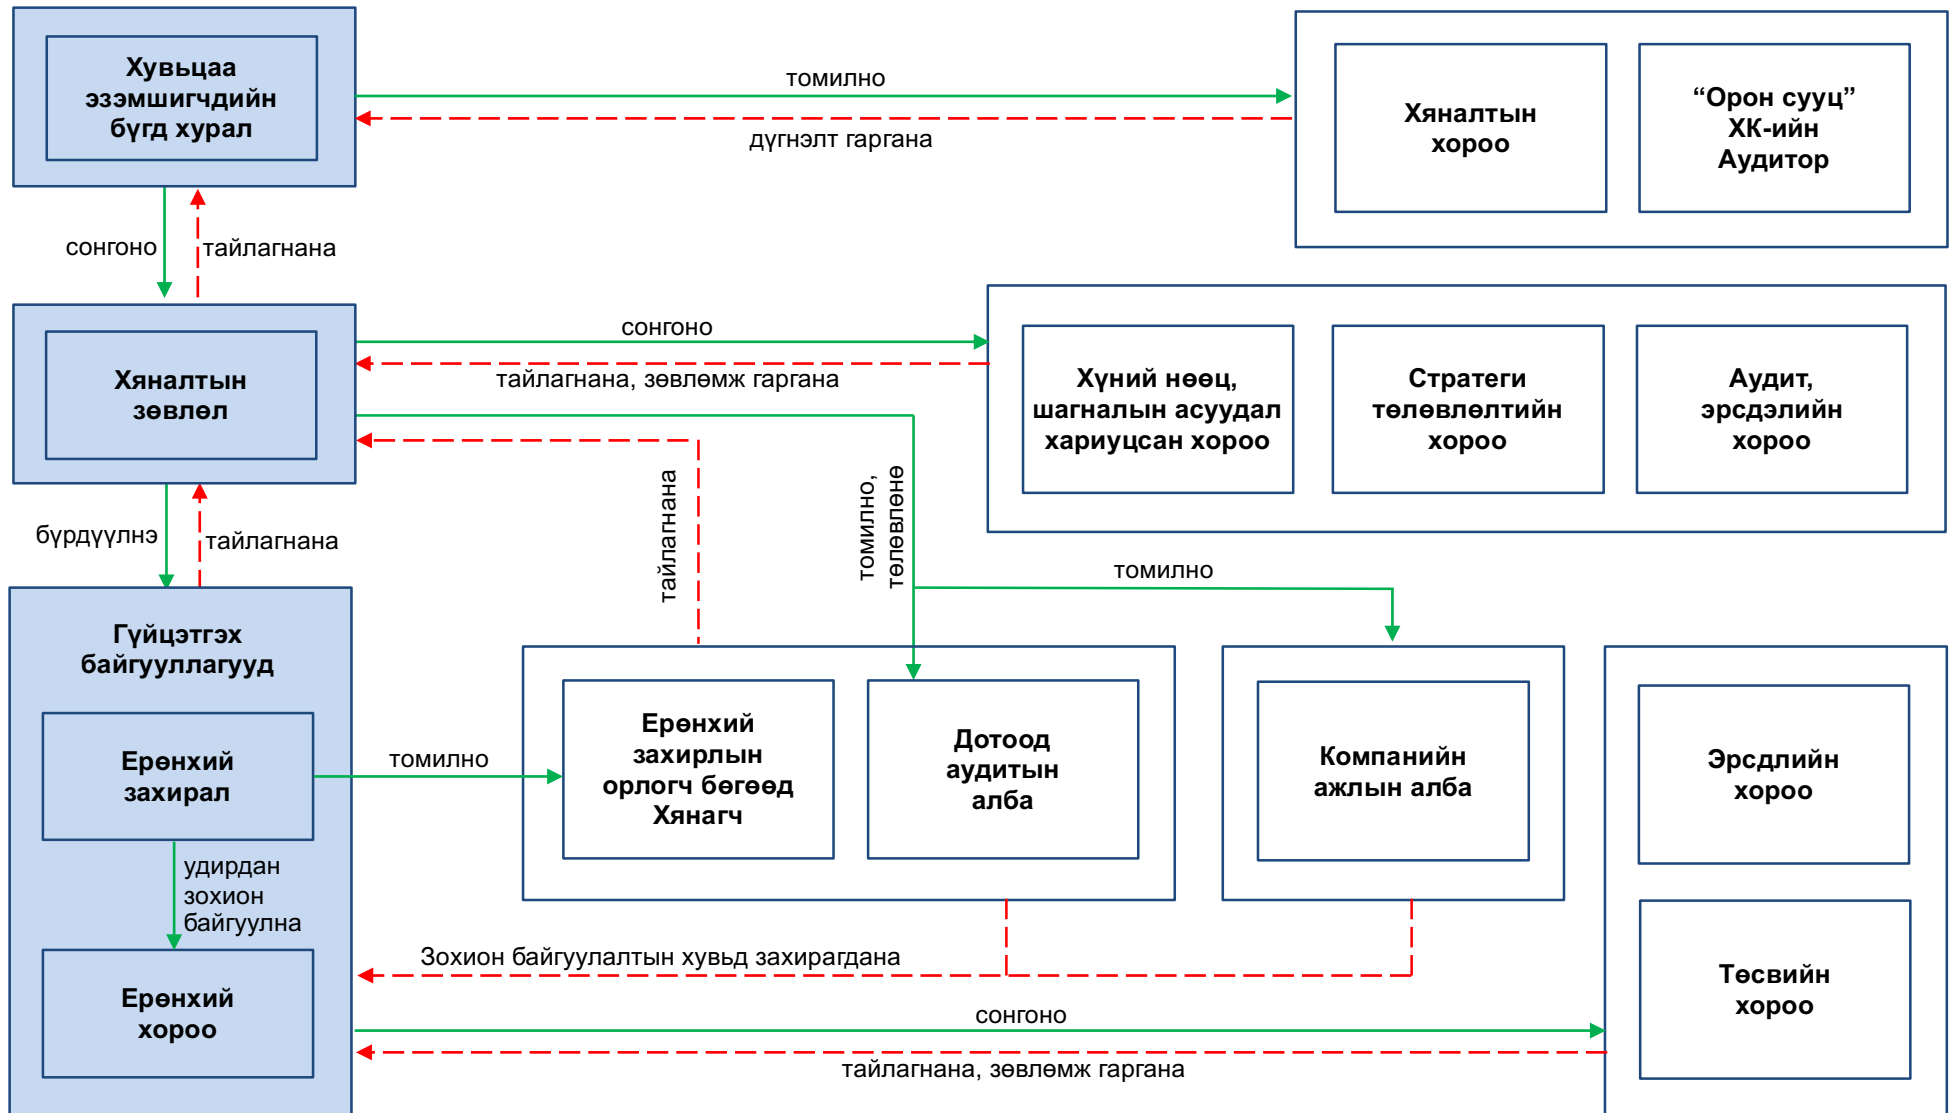 Хувьцаа
эзэмшигчдийн
бүгд хурал
томилно
дүгнэлт гаргана
Хяналтын
хороо
“Орон сууц”
ХК-ийн
Аудитор
сонгоно
тайлагнана
Хяналтын
зөвлөл
сонгоно
тайлагнана, зөвлөмж гаргана
Хүний нөөц,
шагналын асуудал
хариуцсан хороо
Стратеги
төлөвлөлтийн
хороо
Аудит,
эрсдэлийн
хороо
бүрдүүлнэ
тайлагнана
тайлагнана
томилно,
төлөвлөнө
томилно
Гүйцэтгэх
байгууллагууд
Ерөнхий
захирал
томилно
Ерөнхий
захирлын
орлогч бөгөөд
Хянагч
Дотоод
аудитын
алба
Компанийн
ажлын алба
Эрсдлийн
хороо
удирдан
зохион
байгуулна
Зохион байгуулалтын хувьд захирагдана
Ерөнхий
хороо
сонгоно
тайлагнана, зөвлөмж гаргана
Төсвийн
хороо